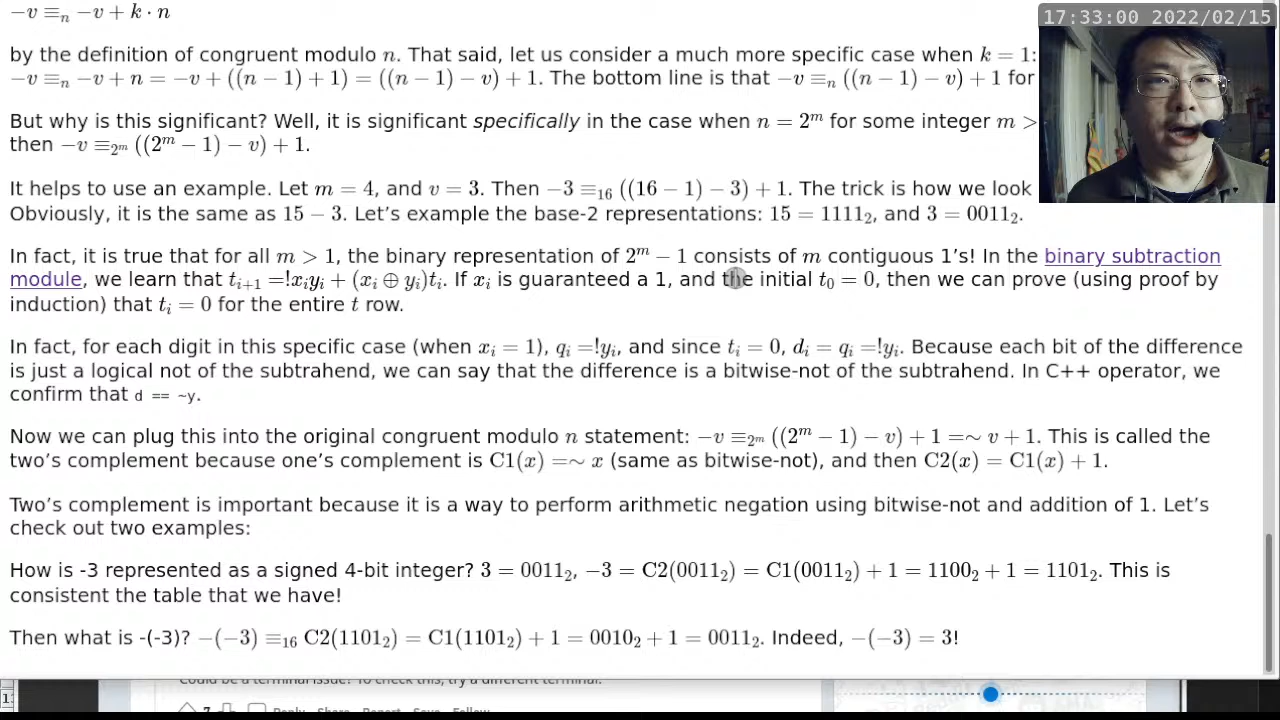 −v ≡ₙ −v + k · n
17:33:00 2022/02/15
by the definition of congruent modulo n. That said, let us consider a much more specific case when k = 1:
−v ≡ₙ −v + n = −v + ((n − 1) + 1) = ((n − 1) − v) + 1. The bottom line is that −v ≡ₙ ((n − 1) − v) + 1 for
But why is this significant? Well, it is significant specifically in the case when n = 2ᵐ for some integer m >
then −v ≡₂ᵐ ((2ᵐ − 1) − v) + 1.
It helps to use an example. Let m = 4, and v = 3. Then −3 ≡₁₆ ((16 − 1) − 3) + 1. The trick is how we look
Obviously, it is the same as 15 − 3. Let’s example the base-2 representations: 15 = 1111₂, and 3 = 0011₂.
In fact, it is true that for all m > 1, the binary representation of 2ᵐ − 1 consists of m contiguous 1’s! In the binary subtraction
module, we learn that tᵢ₊₁ =!xᵢyᵢ + (xᵢ ⊕ yᵢ)tᵢ. If xᵢ is guaranteed a 1, and the initial t₀ = 0, then we can prove (using proof by
induction) that tᵢ = 0 for the entire t row.
In fact, for each digit in this specific case (when xᵢ = 1), qᵢ =!yᵢ, and since tᵢ = 0, dᵢ = qᵢ =!yᵢ. Because each bit of the difference
is just a logical not of the subtrahend, we can say that the difference is a bitwise-not of the subtrahend. In C++ operator, we
confirm that d == ~y.
Now we can plug this into the original congruent modulo n statement: −v ≡₂ᵐ ((2ᵐ − 1) − v) + 1 =∼ v + 1. This is called the
two’s complement because one’s complement is C1(x) =∼ x (same as bitwise-not), and then C2(x) = C1(x) + 1.
Two’s complement is important because it is a way to perform arithmetic negation using bitwise-not and addition of 1. Let’s
check out two examples:
How is -3 represented as a signed 4-bit integer? 3 = 0011₂, −3 = C2(0011₂) = C1(0011₂) + 1 = 1100₂ + 1 = 1101₂. This is
consistent the table that we have!
Then what is -(-3)? −(−3) ≡₁₆ C2(1101₂) = C1(1101₂) + 1 = 0010₂ + 1 = 0011₂. Indeed, −(−3) = 3!
could be a terminal issue? To check this, try a different terminal.
7 Reply Share Report Save Follow